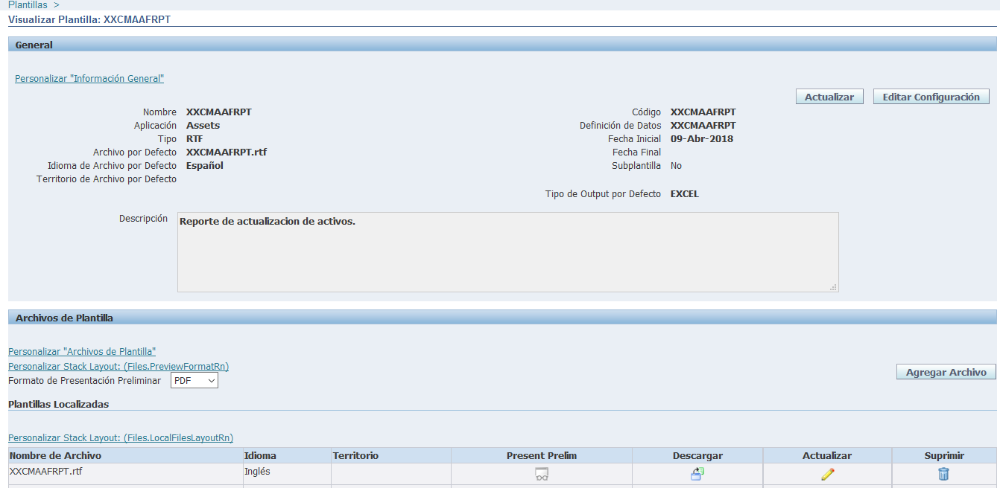 Plantillas >
Visualizar Plantilla: XXCMAAFRPT
General
Personalizar "Información General"
Actualizar Editar Configuración
Nombre XXCMAAFRPT Código XXCMAAFRPT
Aplicación Assets Definición de Datos XXCMAAFRPT
Tipo RTF Fecha Inicial 09-Abr-2018
Archivo por Defecto XXCMAAFRPT.rtf Fecha Final
Idioma de Archivo por Defecto Español Subplantilla No
Territorio de Archivo por Defecto
Tipo de Output por Defecto EXCEL
Descripción Reporte de actualizacion de activos.
Archivos de Plantilla
Personalizar "Archivos de Plantilla"
Personalizar Stack Layout: (Files.PreviewFormatRn)
Agregar Archivo
Formato de Presentación Preliminar PDF
Plantillas Localizadas
Personalizar Stack Layout: (Files.LocalFilesLayoutRn)
Nombre de Archivo Idioma Territorio Present Prelim Descargar Actualizar Suprimir
XXCMAAFRPT.rtf Inglés